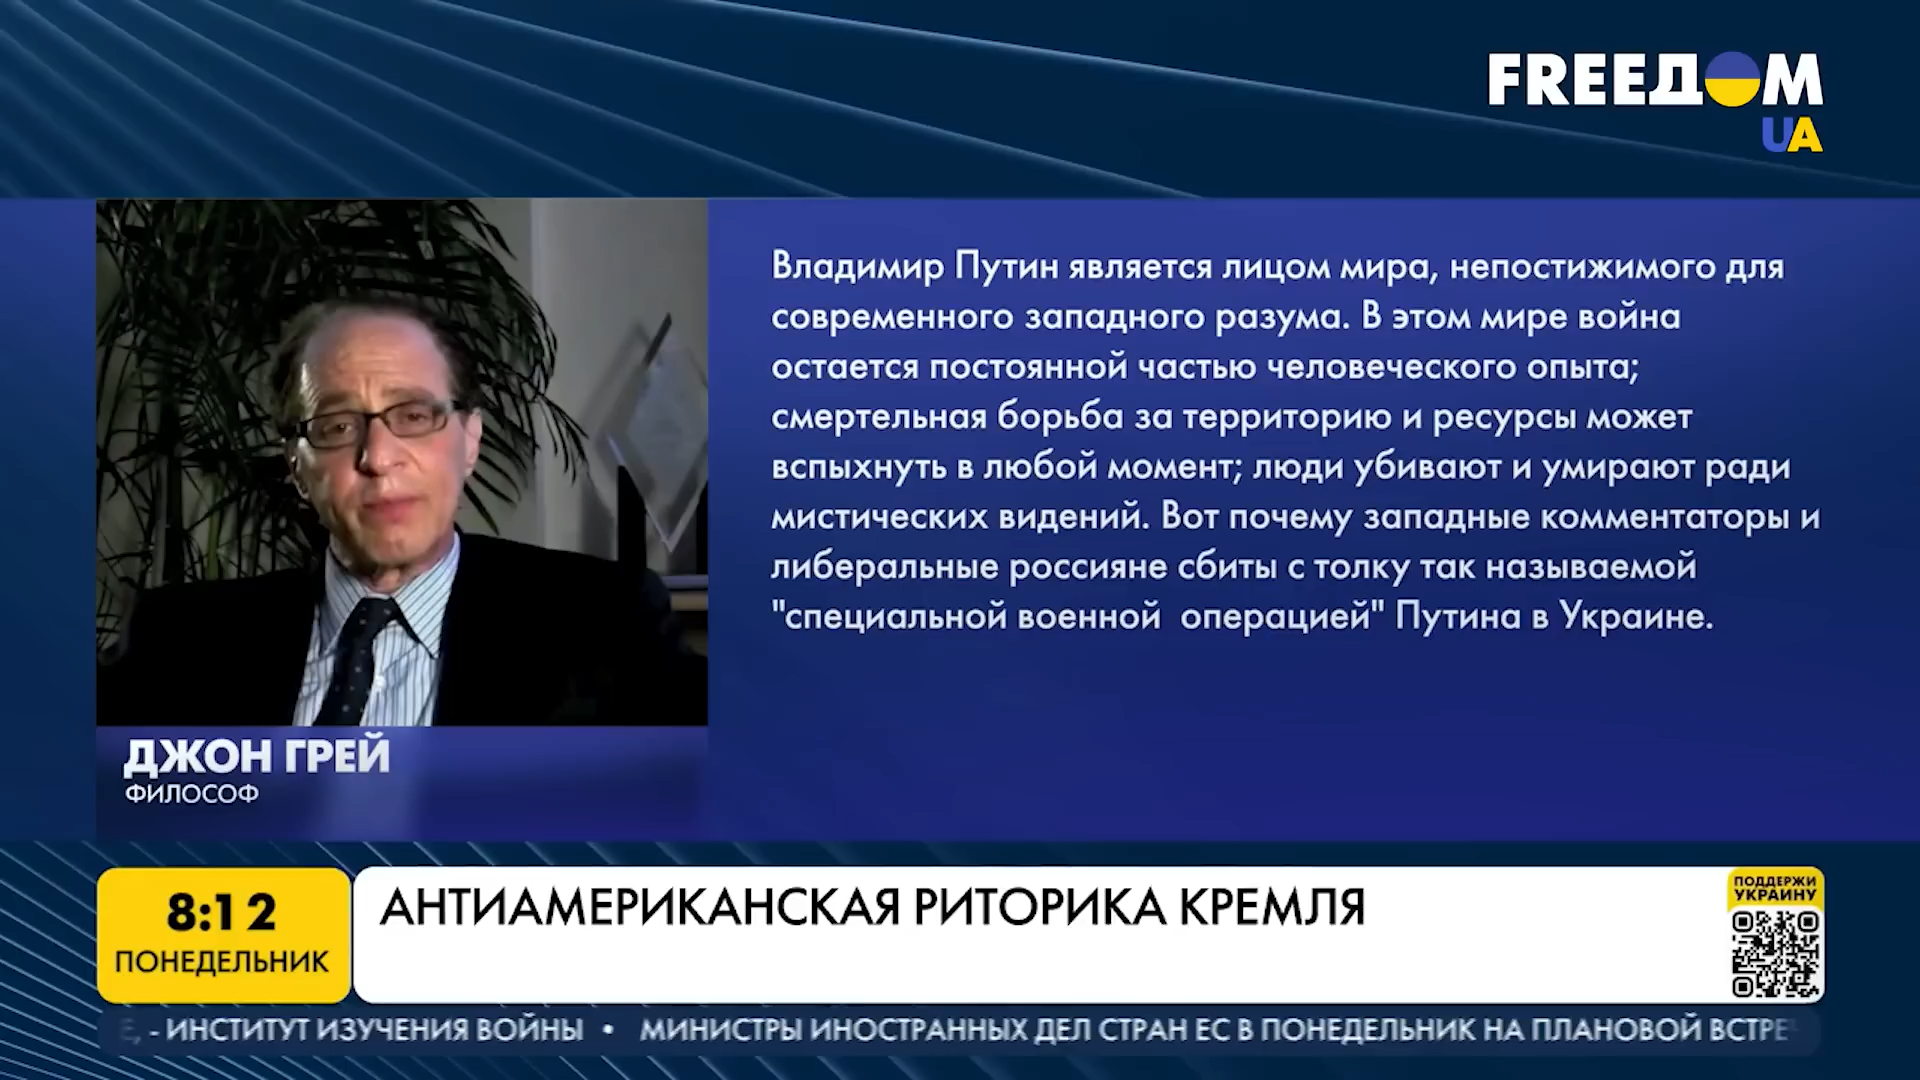 FREEДOM
UA
Владимир Путин является лицом мира, непостижимого для
современного западного разума. В этом мире война
остается постоянной частью человеческого опыта;
смертельная борьба за территорию и ресурсы может
вспыхнуть в любой момент; люди убивают и умирают ради
мистических видений. Вот почему западные комментаторы и
либеральные россияне сбиты с толку так называемой
"специальной военной  операцией" Путина в Украине.
ДЖОН ГРЕЙ
ФИЛОСОФ
8:12
ПОНЕДЕЛЬНИК
АНТИАМЕРИКАНСКАЯ РИТОРИКА КРЕМЛЯ
ПОДДЕРЖИ
УКРАИНУ
Е, - ИНСТИТУТ ИЗУЧЕНИЯ ВОЙНЫ • МИНИСТРЫ ИНОСТРАННЫХ ДЕЛ СТРАН ЕС В ПОНЕДЕЛЬНИК НА ПЛАНОВОЙ ВСТРЕ